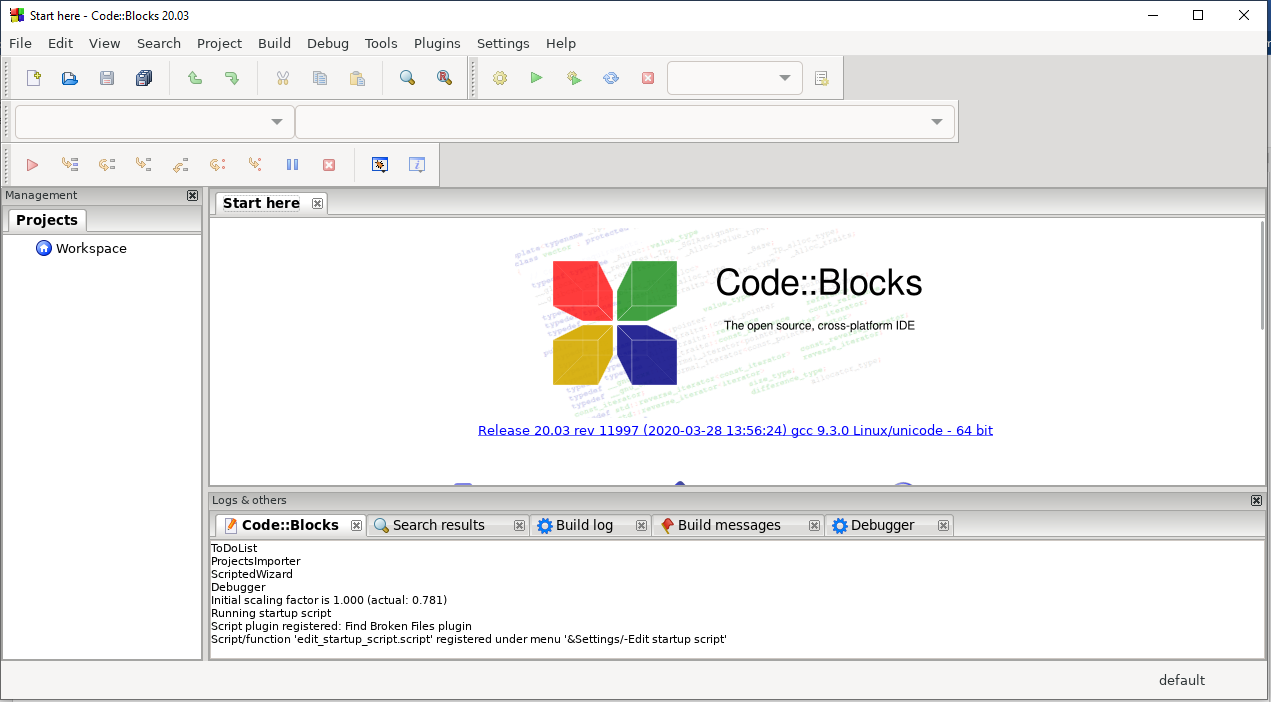 Start here - Code::Blocks 20.03
File Edit View Search Project Build Debug Tools Plugins Settings Help
Management
Projects
Workspace
Start here
Code::Blocks
The open source, cross-platform IDE
Release 20.03 rev 11997 (2020-03-28 13:56:24) gcc 9.3.0 Linux/unicode - 64 bit
Logs & others
Code::Blocks Search results Build log Build messages Debugger
ToDoList
ProjectsImporter
ScriptedWizard
Debugger
Initial scaling factor is 1.000 (actual: 0.781)
Running startup script
Script plugin registered: Find Broken Files plugin
Script/function 'edit_startup_script.script' registered under menu '&Settings/-Edit startup script'
default